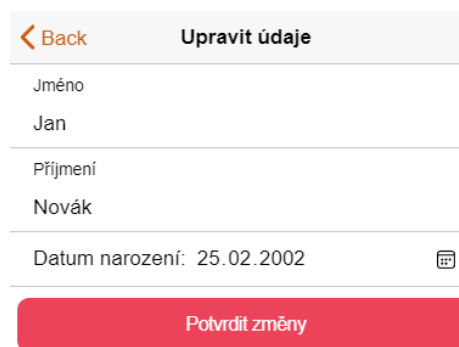 Back Upravit údaje
Jméno
Jan
Příjmení
Novák
Datum narození: 25.02.2002
Potvrdit změny